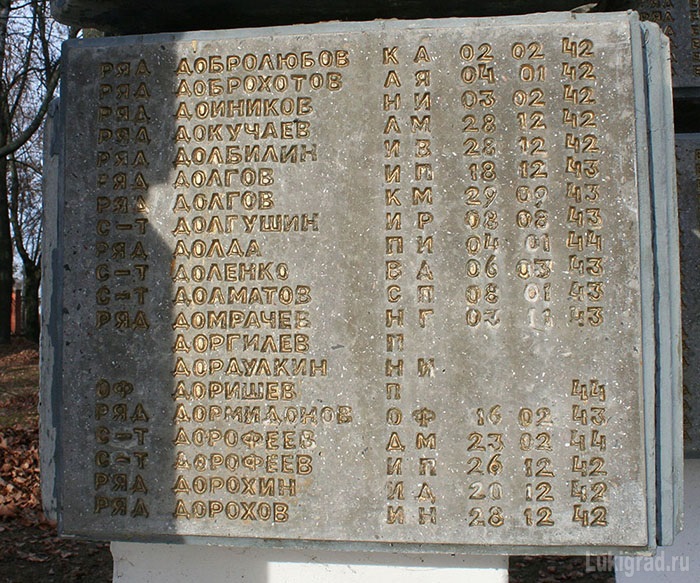 РЯД ДОБРОЛЮБОВ К А 02 02 42
РЯД ДОБРОХОТОВ А Я 04 01 42
РЯД ДОЙНИКОВ Н И 03 02 42
РЯД ДОКУЧАЕВ А М 28 12 42
РЯД ДОЛБИЛИН И В 28 12 42
РЯД ДОЛГОВ И П 18 12 43
РЯД ДОЛГОВ К М 29 09 43
С-Т ДОЛГУШИН И Р 08 08 43
РЯД ДОЛДА П И 04 01 44
С-Т ДОЛЕНКО В А 06 03 43
С-Т ДОЛМАТОВ С П 08 01 43
РЯД ДОМРАЧЕВ Н Г 03 11 43
ДОРГИЛЕВ П
ДОРАУЛКИН Н И
ОФ ДОРИШЕВ П 44
РЯД ДОРМИДОНОВ О Ф 16 02 43
С-Т ДОРОФЕЕВ Д М 23 02 44
С-Т ДОРОФЕЕВ И П 26 12 42
РЯД ДОРОХИН И Д 20 12 42
РЯД ДОРОХОВ И Н 28 12 42
Lukigrad.ru